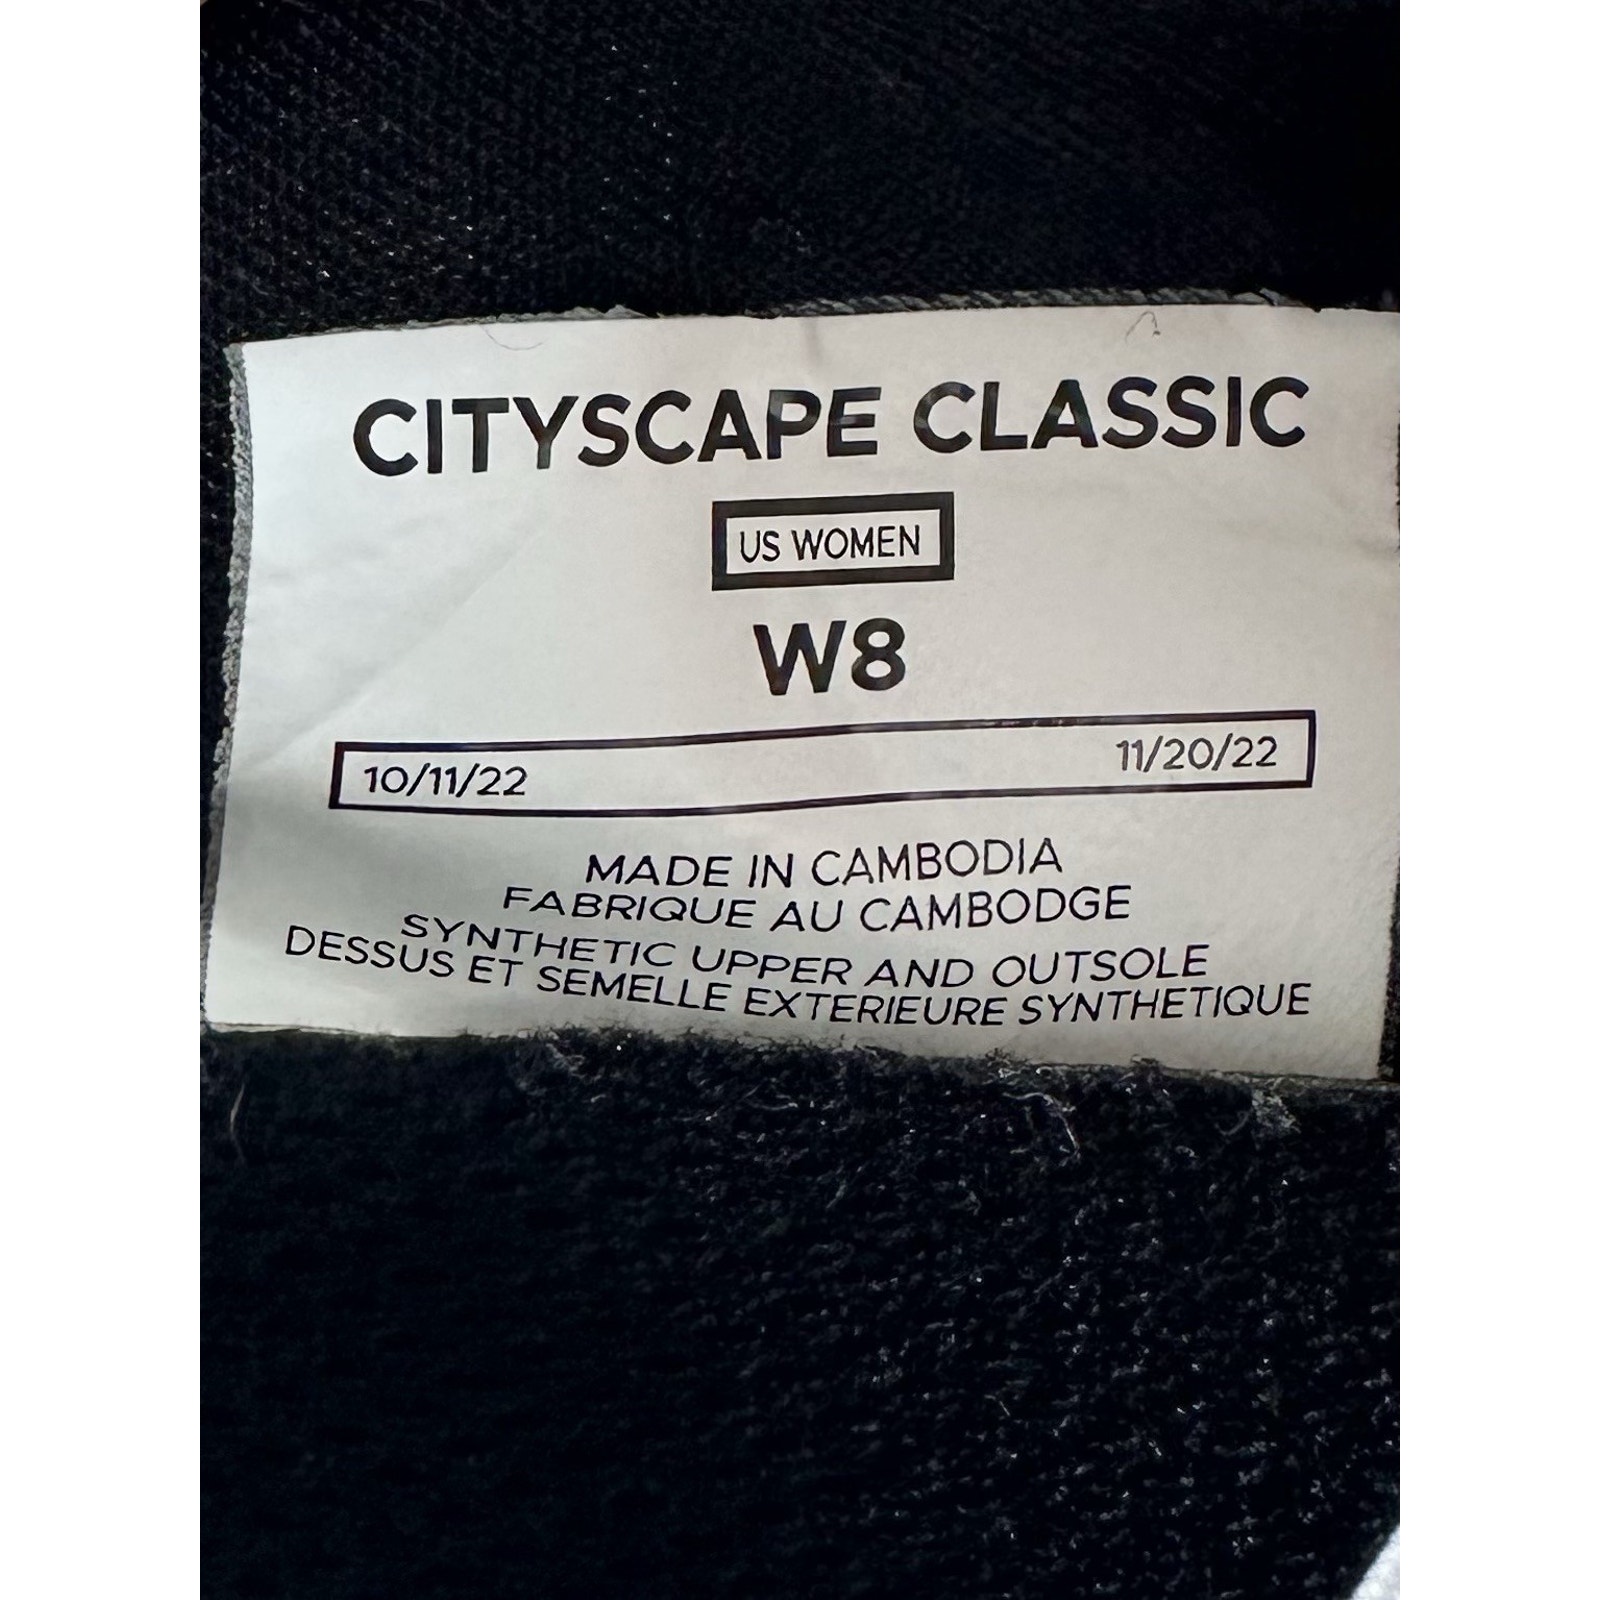 CITYSCAPE CLASSIC
US WOMEN
W8
10/11/22 11/20/22
MADE IN CAMBODIA
FABRIQUE AU CAMBODGE
SYNTHETIC UPPER AND OUTSOLE
DESSUS ET SEMELLE EXTERIEURE SYNTHETIQUE